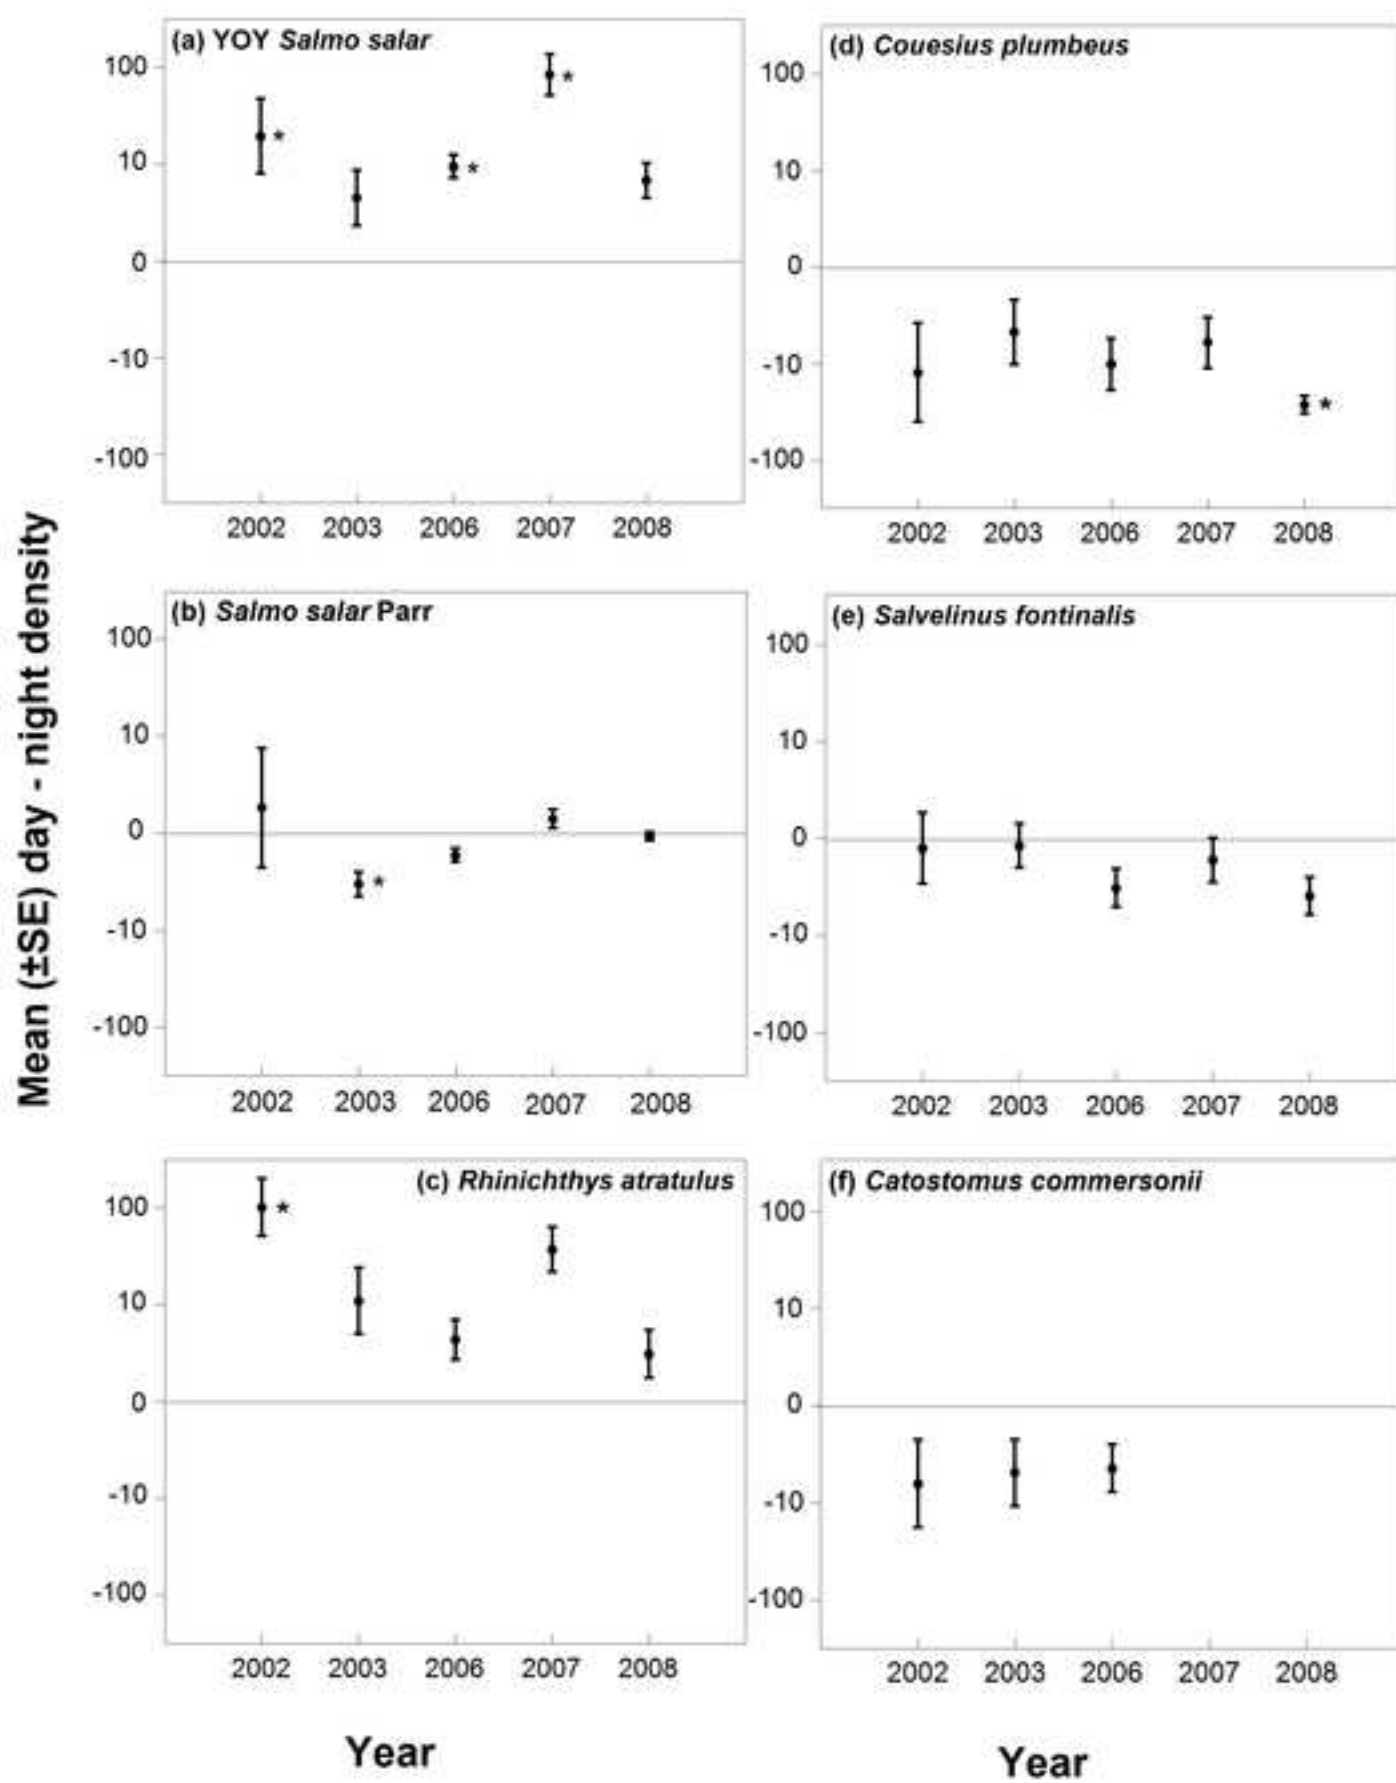 Mean (±SE) day - night density
(a) YOY Salmo salar
100
10
0
-10
-100
*
*
*
2002 2003 2006 2007 2008
(d) Couesius plumbeus
100
10
0
-10
-100
*
2002 2003 2006 2007 2008
(b) Salmo salar Parr
100
10
0
-10
-100
*
2002 2003 2006 2007 2008
(e) Salvelinus fontinalis
100
10
0
-10
-100
2002 2003 2006 2007 2008
(c) Rhinichthys atratulus
100
10
0
-10
-100
*
2002 2003 2006 2007 2008
Year
(f) Catostomus commersonii
100
10
0
-10
-100
2002 2003 2006 2007 2008
Year